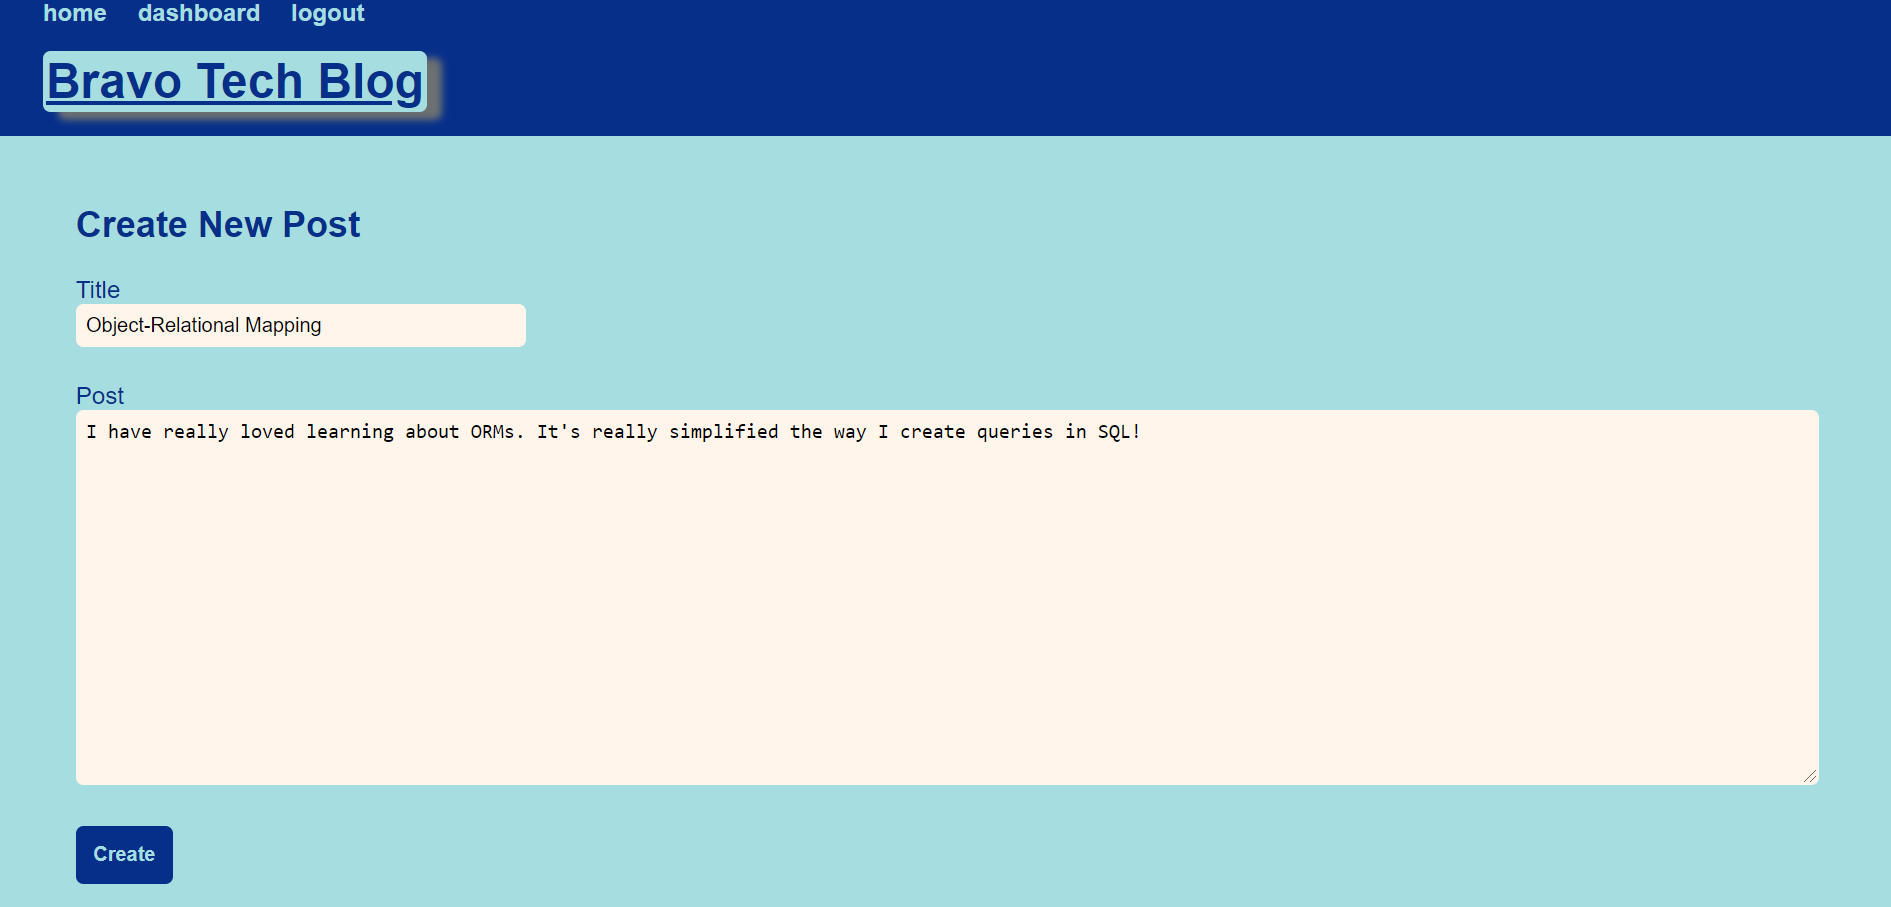 home dashboard logout
Bravo Tech Blog
Create New Post
Title
Object-Relational Mapping
Post
I have really loved learning about ORMs. It's really simplified the way I create queries in SQL!
Create